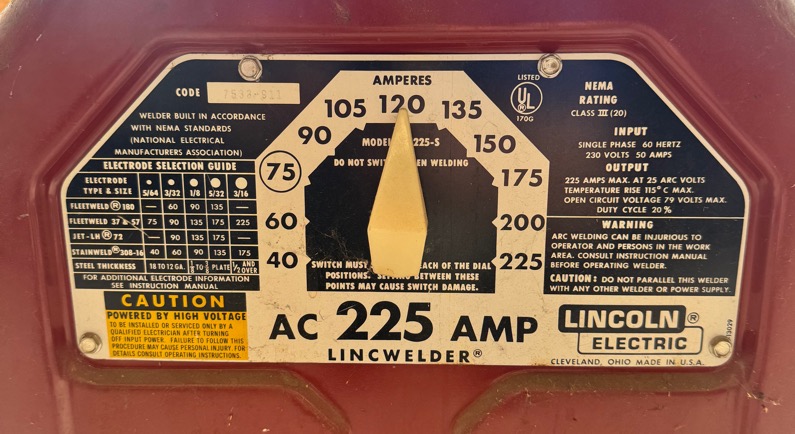 CODE
WELDER BUILT IN ACCORDANCE
WITH NEMA STANDARDS
(NATIONAL ELECTRICAL
MANUFACTURERS ASSOCIATION)
ELECTRODE SELECTION GUIDE
ELECTRODE TYPE & SIZE 5/64 3/32 1/8 5/32 3/16
FLEETWELD® 180 — 60 90 135 —
FLEETWELD 37 & 57 75 90 135 175 225
JET-LH® 72 90 135 175 —
STAINWELD® 308-16 40 60 90 135 175
STEEL THICKNESS 18 TO 12 GA. TO PLATE 1/2 AND OVER
FOR ADDITIONAL ELECTRODE INFORMATION
SEE INSTRUCTION MANUAL
CAUTION
POWERED BY HIGH VOLTAGE
TO BE INSTALLED OR SERVICED ONLY BY A
QUALIFIED ELECTRICIAN AFTER TURNING
OFF INPUT POWER. FAILURE TO FOLLOW THIS
PROCEDURE MAY CAUSE PERSONAL INJURY. FOR
DETAILS CONSULT OPERATING INSTRUCTIONS.
AMPERES
40
60
75
90
105
120
135
150
175
200
225
MODEL 225-S
DO NOT WHEN WELDING
SWITCH MUST EACH OF THE DIAL
POSITIONS. THESE
POINTS MAY CAUSE SWITCH DAMAGE.
AC 225 AMP
LINCWELDER®
LISTED
UL ®
170G
NEMA
RATING
CLASS III (20)
INPUT
SINGLE PHASE 60 HERTZ
230 VOLTS 50 AMPS
OUTPUT
225 AMPS MAX. AT 25 ARC VOLTS
TEMPERATURE RISE 115° C MAX.
OPEN CIRCUIT VOLTAGE 79 VOLTS MAX.
DUTY CYCLE 20%
WARNING
ARC WELDING CAN BE INJURIOUS TO
OPERATOR AND PERSONS IN THE WORK
AREA. CONSULT INSTRUCTION MANUAL
BEFORE OPERATING WELDER.
CAUTION: DO NOT PARALLEL THIS WELDER
WITH ANY OTHER WELDER OR POWER SUPPLY.
LINCOLN®
ELECTRIC
CLEVELAND, OHIO MADE IN U.S.A.